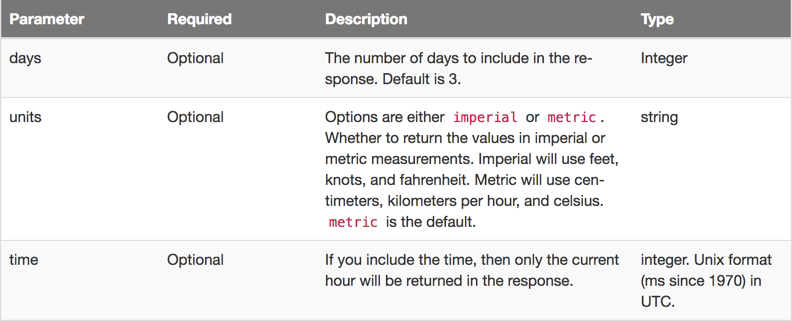 Parameter Required Description Type
days Optional The number of days to include in the re-
sponse. Default is 3. Integer
units Optional Options are either imperial or metric. string
Whether to return the values in imperial or
metric measurements. Imperial will use feet,
knots, and fahrenheit. Metric will use cen-
timeters, kilometers per hour, and celsius.
metric is the default.
time Optional If you include the time, then only the current integer. Unix format
hour will be returned in the response. (ms since 1970) in
UTC.